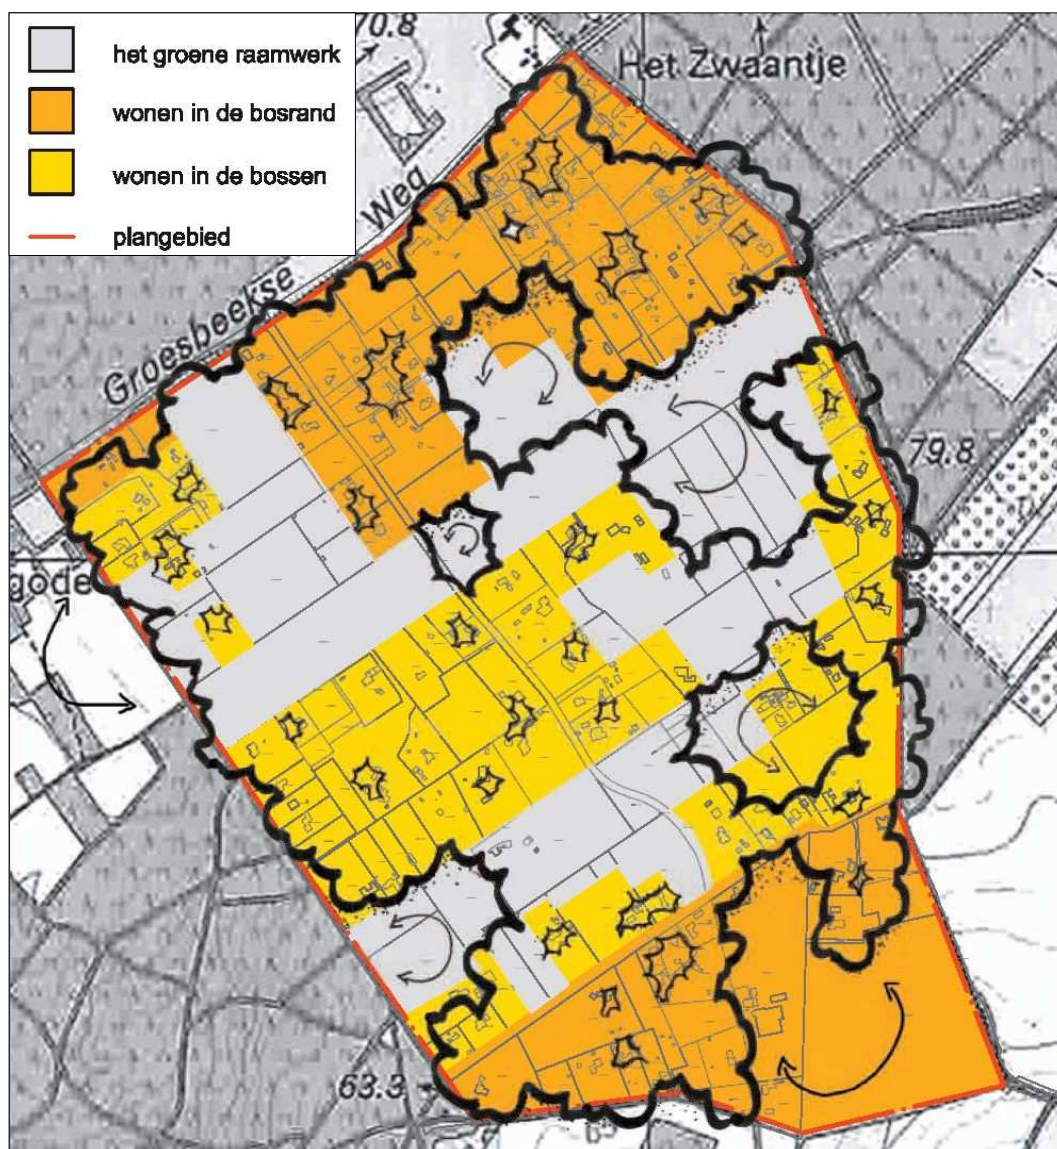 het groene raamwerk
wonen in de bosrand
wonen in de bossen
plangebied
70.8
Het Zwaantje
Groesbeekse Weg
79.8
gode
63.3